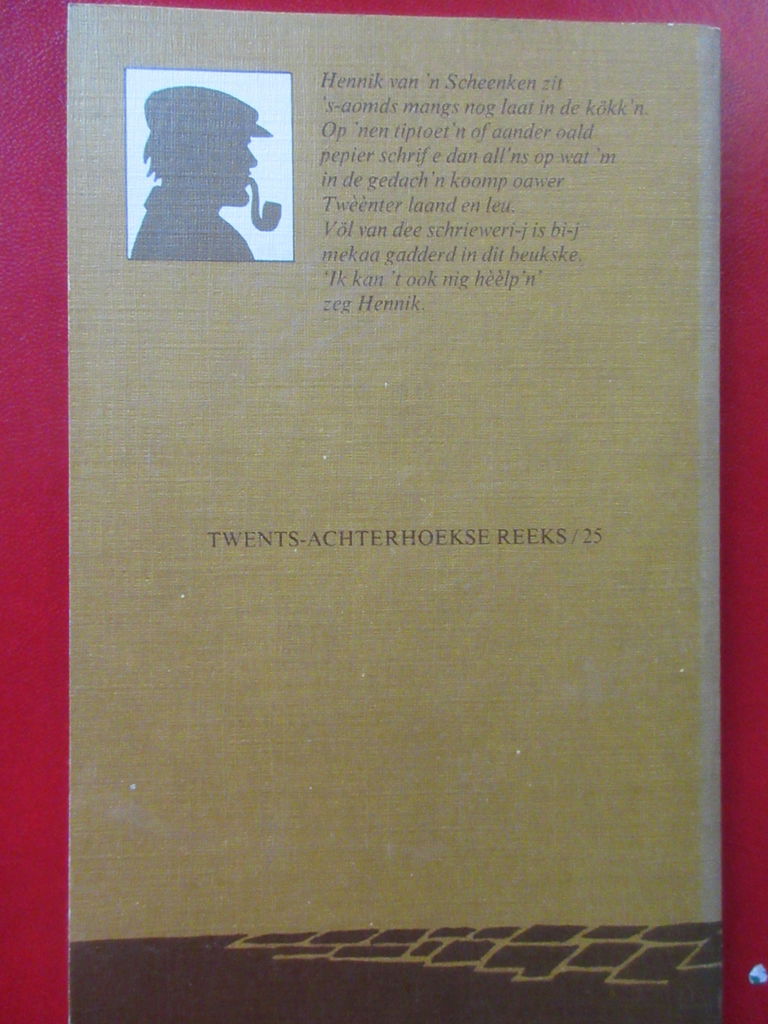 Hennik van 'n Scheenken zit
's-aomds mangs nog laat in de kökk'n.
Op 'nen tiptoet'n of aander oald
pepier schrif e dan all'ns op wat 'm
in de gedach'n koomp oawer
Twèènter laand en leu.
Völ van dee schrieweri-j is bi-j
mekaa gadderd in dit beukske.
'Ik kan 't ook nig hèèlp'n'
zeg Hennik.
TWENTS-ACHTERHOEKSE REEKS / 25